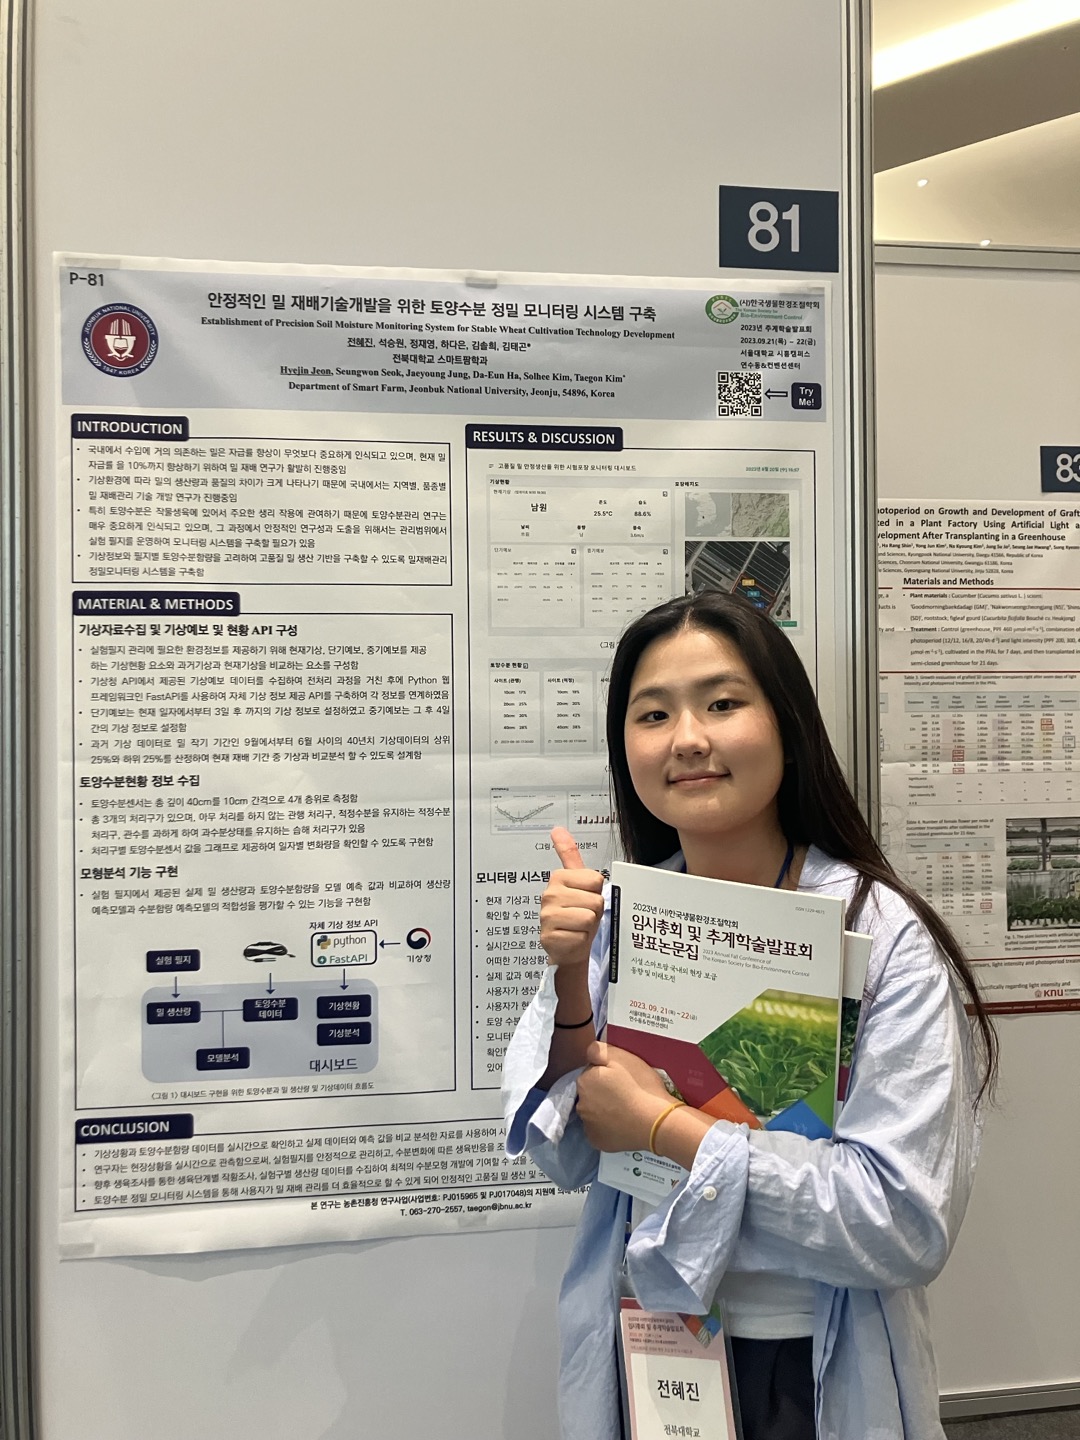 81
P-81
JEONBUK NATIONAL UNIVERSITY
1947 KOREA
안정적인 밀 재배기술개발을 위한 토양수분 정밀 모니터링 시스템 구축
Establishment of Precision Soil Moisture Monitoring System for Stable Wheat Cultivation Technology Development
전혜진, 석승원, 정재영, 하다은, 김솔희, 김태곤*
전북대학교 스마트팜학과
Hyejin Jeon, Seungwon Seok, Jaeyoung Jung, Da-Eun Ha, Solhee Kim, Taegon Kim*
Department of Smart Farm, Jeonbuk National University, Jeonju, 54896, Korea
(사)한국생물환경조절학회
The Korean Society for
Bio-Environment Control
2023년 추계학술발표회
2023.09.21(목) ~ 22(금)
서울대학교 시흥캠퍼스
연수동&컨벤션센터
Try
Me!
INTRODUCTION
• 국내에서 수입에 거의 의존하는 밀은 자급률 향상이 무엇보다 중요하게 인식되고 있으며, 현재 밀
자급률 을 10%까지 향상하기 위하여 밀 재배 연구가 활발히 진행중임
• 기상환경에 따라 밀의 생산량과 품질의 차이가 크게 나타나기 때문에 국내에서는 지역별, 품종별
밀 재배관리 기술 개발 연구가 진행중임
• 특히 토양수분은 작물생육에 있어서 주요한 생리 작용에 관여하기 때문에 토양수분관리 연구는
매우 중요하게 인식되고 있으며, 그 과정에서 안정적인 연구성과 도출을 위해서는 관리범위에서
실험 필지를 운영하여 모니터링 시스템을 구축할 필요가 있음
• 기상정보와 필지별 토양수분함량을 고려하여 고품질 밀 생산 기반을 구축할 수 있도록 밀재배관리
정밀모니터링 시스템을 구축함
MATERIAL & METHODS
기상자료수집 및 기상예보 및 현황 API 구성
• 실험필지 관리에 필요한 환경정보를 제공하기 위해 현재기상, 단기예보, 중기예보를 제공
하는 기상현황 요소와 과거기상과 현재기상을 비교하는 요소를 구성함
• 기상청 API에서 제공된 기상예보 데이터를 수집하여 전처리 과정을 거친 후에 Python 웹
프레임워크인 FastAPI를 사용하여 자체 기상 정보 제공 API를 구축하여 각 정보를 연계하였음
• 단기예보는 현재 일자에서부터 3일 후 까지의 기상 정보로 설정하였고 중기예보는 그 후 4일
간의 기상 정보로 설정함
• 과거 기상 데이터로 밀 작기 기간인 9월에서부터 6월 사이의 40년치 기상데이터의 상위
25%와 하위 25%를 산정하여 현재 재배 기간 중 기상과 비교분석 할 수 있도록 설계함
토양수분현황 정보 수집
• 토양수분센서는 총 깊이 40cm를 10cm 간격으로 4개 층위로 측정함
• 총 3개의 처리구가 있으며, 아무 처리를 하지 않는 관행 처리구, 적정수분을 유지하는 적정수분
처리구, 관수를 과하게 하여 과수분상태를 유지하는 습해 처리구가 있음
• 처리구별 토양수분센서 값을 그래프로 제공하여 일자별 변화량을 확인할 수 있도록 구현함
모형분석 기능 구현
• 실험 필지에서 제공된 실제 밀 생산량과 토양수분함량을 모델 예측 값과 비교하여 생산량
예측모델과 수분함량 예측모델의 적합성을 평가할 수 있는 기능을 구현함
자체 기상 정보 API
python
FastAPI
기상청
실험 필지
밀 생산량
토양수분
데이터
기상현황
기상분석
모델분석
대시보드
<그림 1> 대시보드 구현을 위한 토양수분과 밀 생산량 및 기상데이터 흐름도
RESULTS & DISCUSSION
고품질 밀 안정생산을 위한 시험포장 모니터링 대시보드
기상현황
남원
온도
25.5°C
습도
88.6%
단기예보
중기예보
포장배치도
토양수분 현황
사이트 (관행)
10cm 17%
20cm 25%
30cm 20%
사이트 (적정)
10cm 19%
20cm 20%
30cm 42%
모니터링 시스템
• 현재 기상과 단
확인할 수 있는
• 심도별 토양수분
• 실시간으로 환경
어떠한 기상상황
• 실제 값과 예측
사용자가 생산
• 사용자가 현
• 토양 수분
• 모니터
확인할
있어
CONCLUSION
• 기상상황과 토양수분함량 데이터를 실시간으로 확인하고 실제 데이터와 예측 값을 비교 분석한 자료를 사용하여
• 연구자는 현장상황을 실시간으로 관측함으로써, 실험필지를 안정적으로 관리하고, 수분변화에 따른 생육반응을
• 향후 생육조사를 통한 생육단계별 작황조사, 실험구별 생산량 데이터를 수집하여 최적의 수분모형 개발에 기여할 수 있을
• 토양수분 정밀 모니터링 시스템을 통해 사용자가 밀 재배 관리를 더 효율적으로 할 수 있게 되어 안정적인 고품질 밀 생산 및
본 연구는 농촌진흥청 연구사업(사업번호: PJ015965 및 PJ017048)의 지원에 의해
T. 063-270-2557, taegon@jbnu.ac.kr
2023년 (사)한국생물환경조절학회
임시총회 및 추계학술발표회
발표논문집
2023 Annual Fall Conference of
The Korean Society for Bio-Environment Control
시설 스마트팜 국내외 현장 보급
동향 및 미래도전
2023. 09. 21(목) ~22(금)
서울대학교 시흥캠퍼스
연수동&컨벤션센터
임시총회 및 추계학술발표회
전혜진
전북대학교
83
otoperiod on Growth and Development of Graft
ted in a Plant Factory Using Artificial Light a
velopment After Transplanting in a Greenhouse
Materials and Methods
KNU